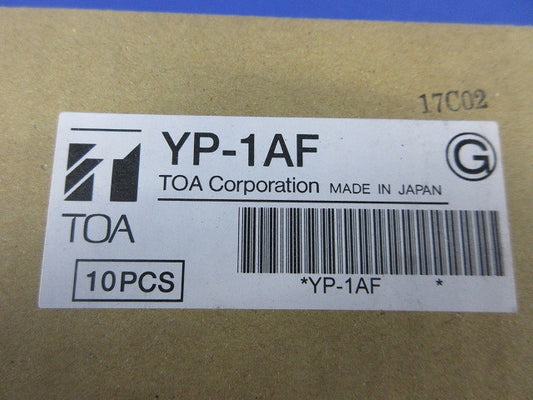 17C02
YP-1AF
G
TOA Corporation MADE IN JAPAN
TOA
10PCS
*YP-1AF *